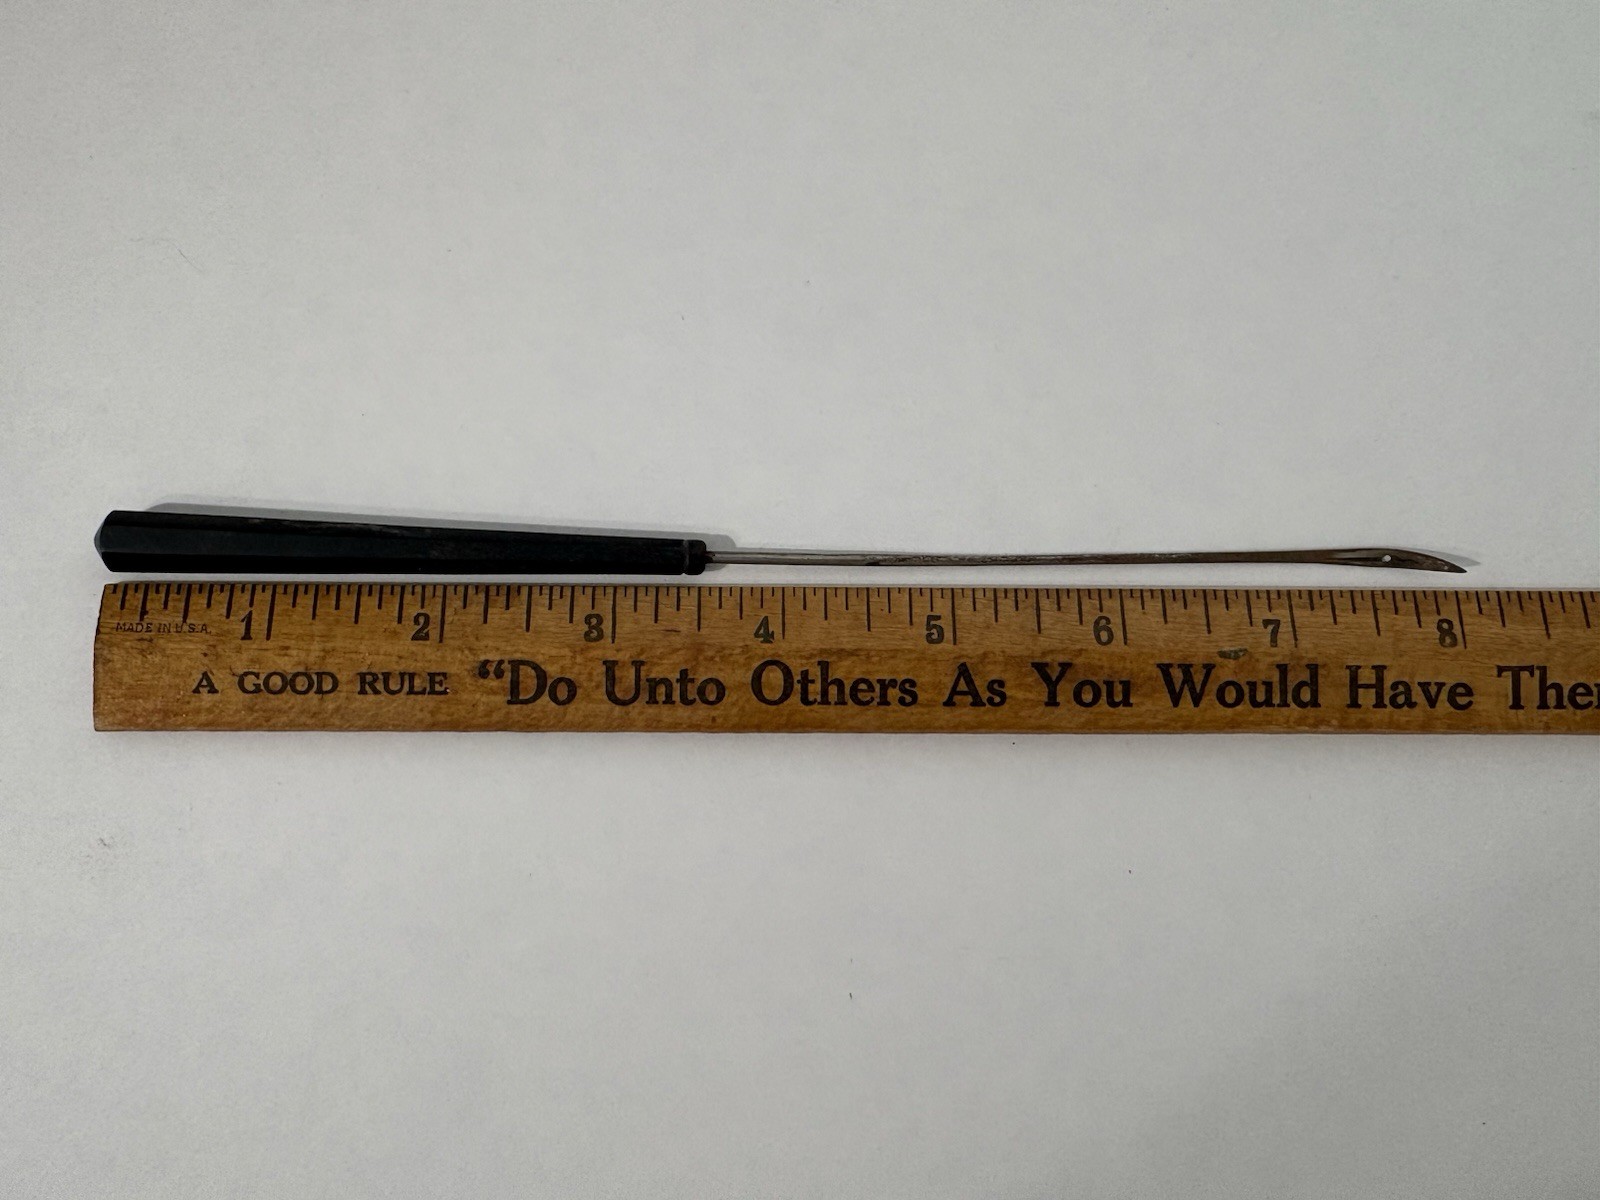 1 2 3 4 5 6 7 8
MADE IN U.S.A.
A GOOD RULE “Do Unto Others As You Would Have